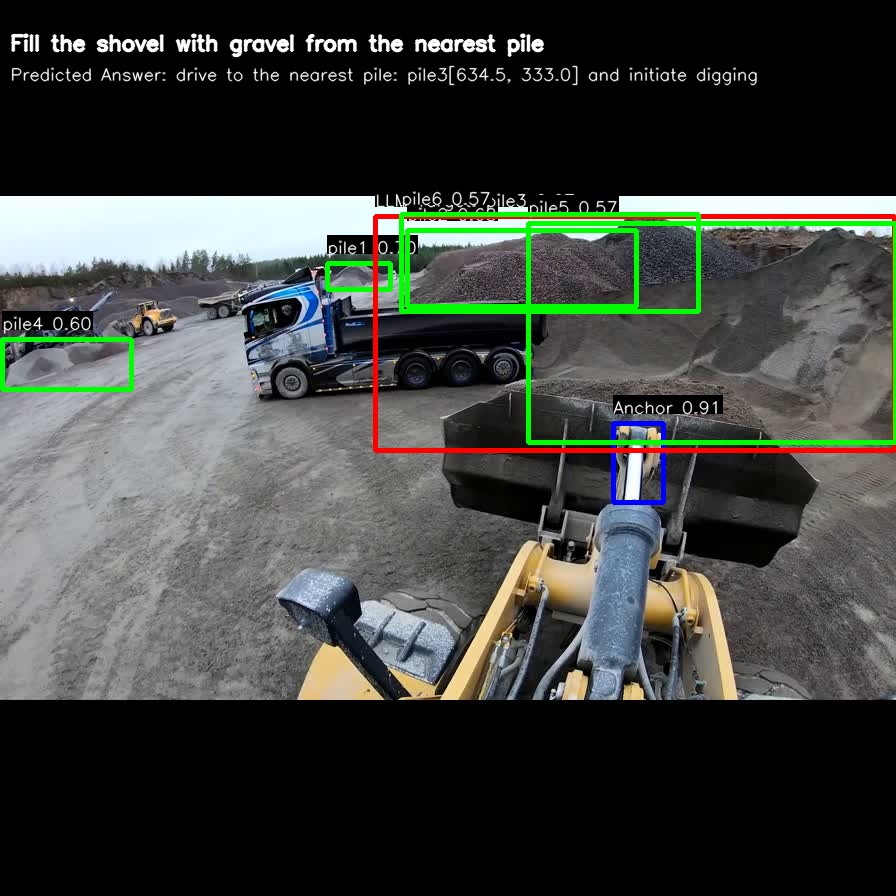 Fill the shovel with gravel from the nearest pile
Predicted Answer: drive to the nearest pile: pile3[634.5, 333.0] and initiate digging
pile6 0.57
pile3
pile5 0.57
pile1 0.70
pile4 0.60
Anchor 0.91